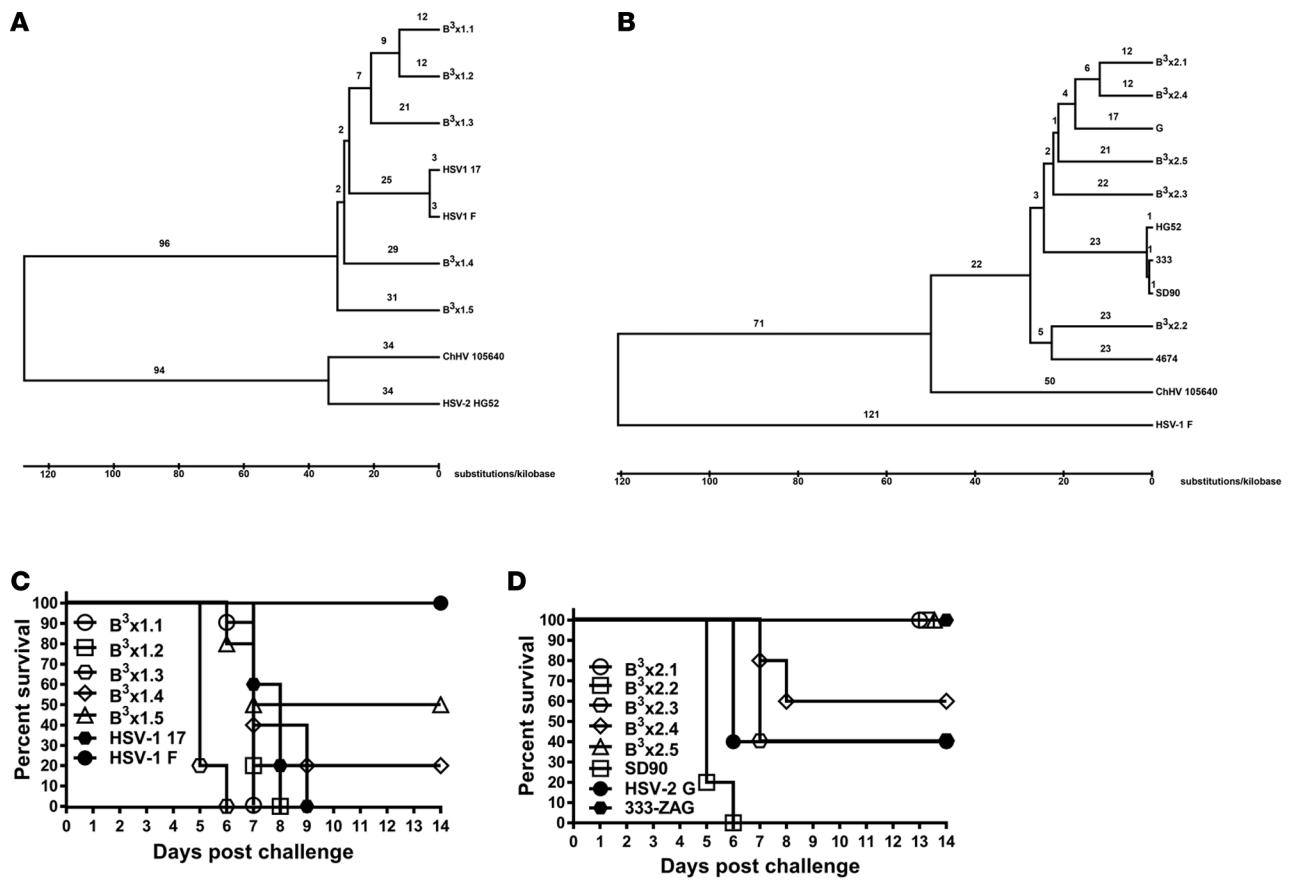 A
12
B3x1.1
9
12
B3x1.2
7
21
B3x1.3
2
3
HSV1 17
25
3
HSV1 F
2
29
B3x1.4
96
31
B3x1.5
34
ChHV 105640
94
34
HSV-2 HG52
120 100 80 60 40 20 0 substitutions/kilobase
B
12
B3x2.1
6
12
B3x2.4
4
17
G
1
21
B3x2.5
2
22
B3x2.3
3
1
HG52
23
1
333
1
SD90
22
23
B3x2.2
5
23
4674
71
50
ChHV 105640
121
HSV-1 F
120 100 80 60 40 20 0 substitutions/kilobase
C
Percent survival
100
90
80
70
60
50
40
30
20
10
0
B3x1.1
B3x1.2
B3x1.3
B3x1.4
B3x1.5
HSV-1 17
HSV-1 F
0 1 2 3 4 5 6 7 8 9 10 11 12 13 14
Days post challenge
D
Percent survival
100
90
80
70
60
50
40
30
20
10
0
B3x2.1
B3x2.2
B3x2.3
B3x2.4
B3x2.5
SD90
HSV-2 G
333-ZAG
0 1 2 3 4 5 6 7 8 9 10 11 12 13 14
Days post challenge